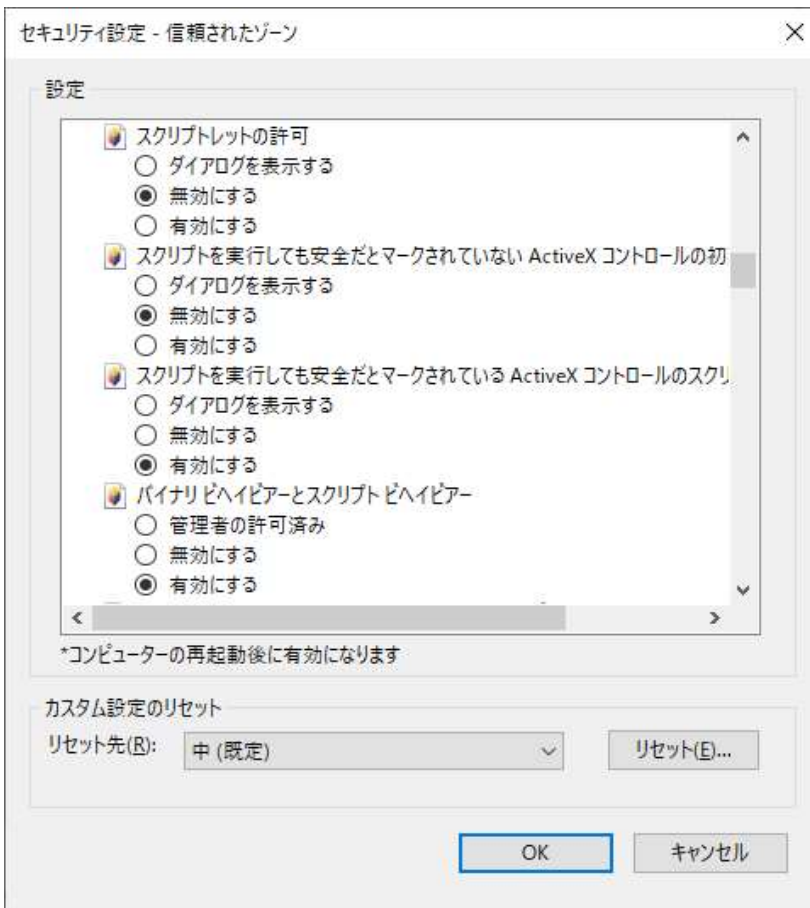 セキュリティ設定 - 信頼されたゾーン
設定
スクリプトレットの許可
ダイアログを表示する
無効にする
有効にする
スクリプトを実行しても安全だとマークされていない ActiveX コントロールの初
ダイアログを表示する
無効にする
有効にする
スクリプトを実行しても安全だとマークされている ActiveX コントロールのスクリ
ダイアログを表示する
無効にする
有効にする
バイナリ ビヘイビアーとスクリプト ビヘイビアー
管理者の許可済み
無効にする
有効にする
*コンピューターの再起動後に有効になります
カスタム設定のリセット
リセット先(R): 中 (既定) リセット(E)...
OK キャンセル